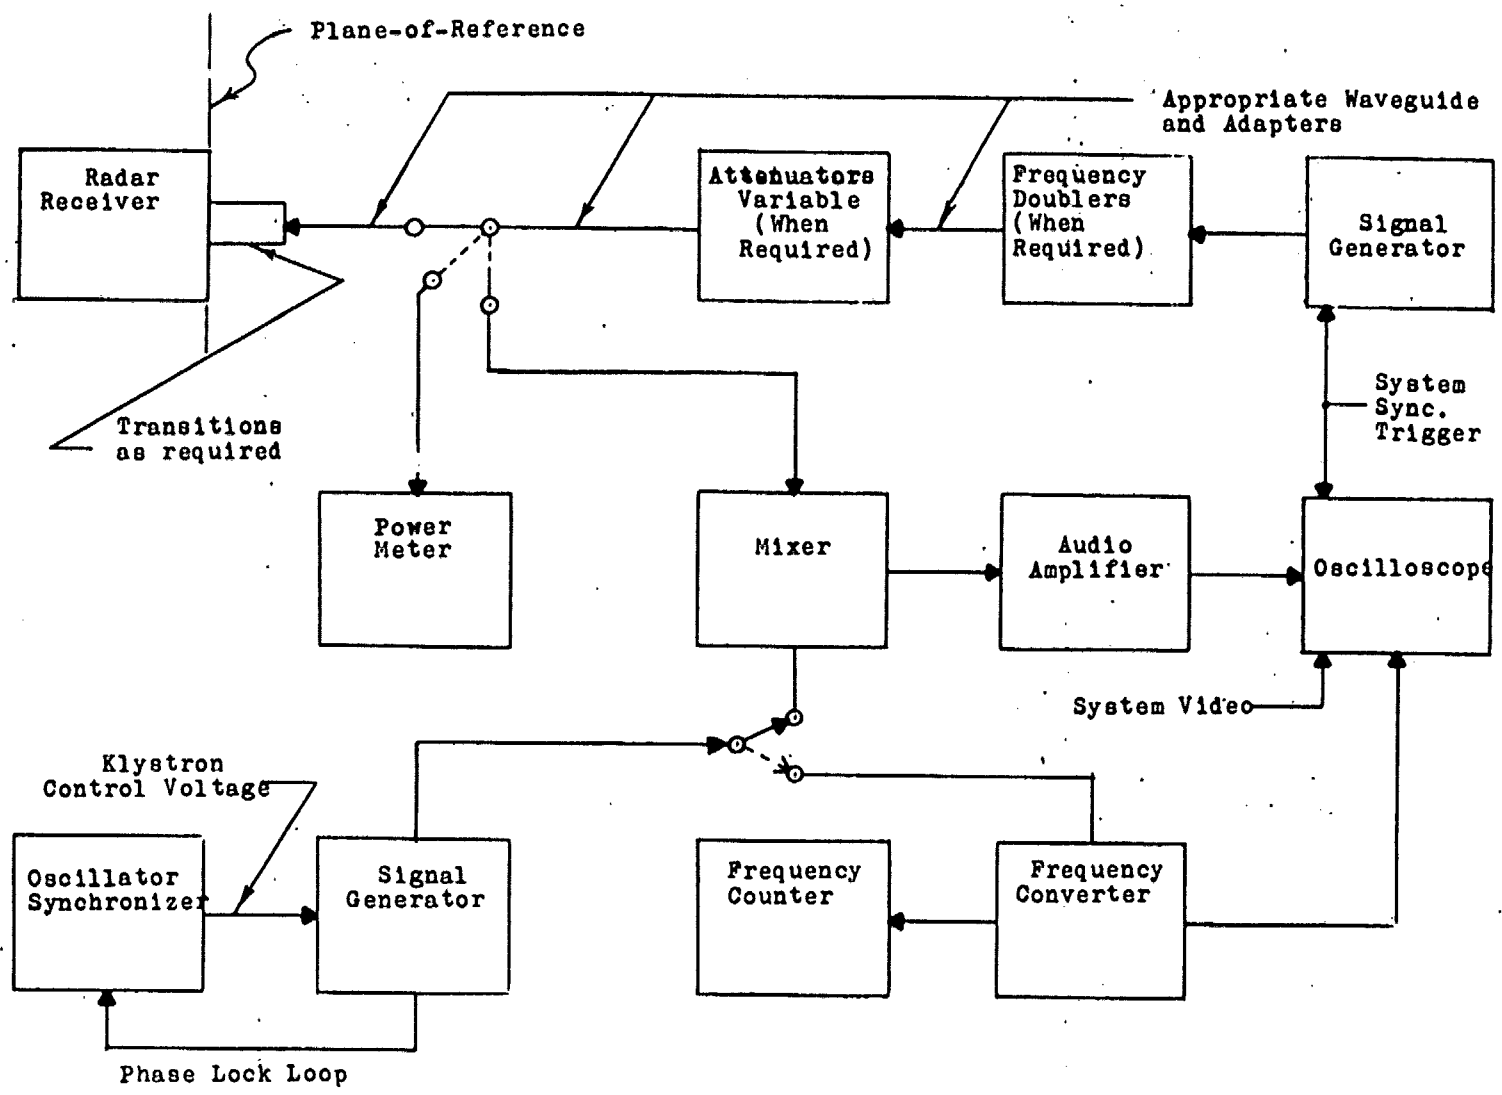 Plane-of-Reference
Appropriate Waveguide
and Adapters
Radar
Receiver
Attenuators
Variable
(When
Required)
Frequency
Doublers
(When
Required)
Signal
Generator
System
Sync.
Trigger
Transitions
as required
Power
Meter
Mixer
Audio
Amplifier
Oscilloscope
System Video
Klystron
Control Voltage
Oscillator
Synchronizer
Signal
Generator
Frequency
Counter
Frequency
Converter
Phase Lock Loop